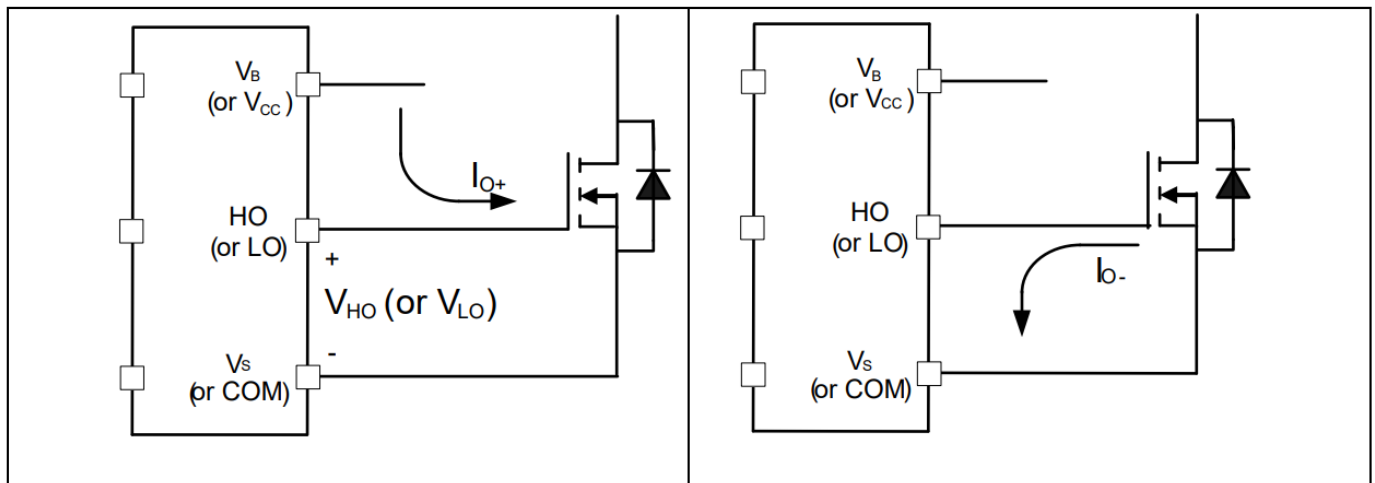 VB
(or VCC)
IO+
HO
(or LO)
+
VHO (or VLO)
-
VS
(or COM)
VB
(or VCC)
HO
(or LO)
IO-
VS
(or COM)